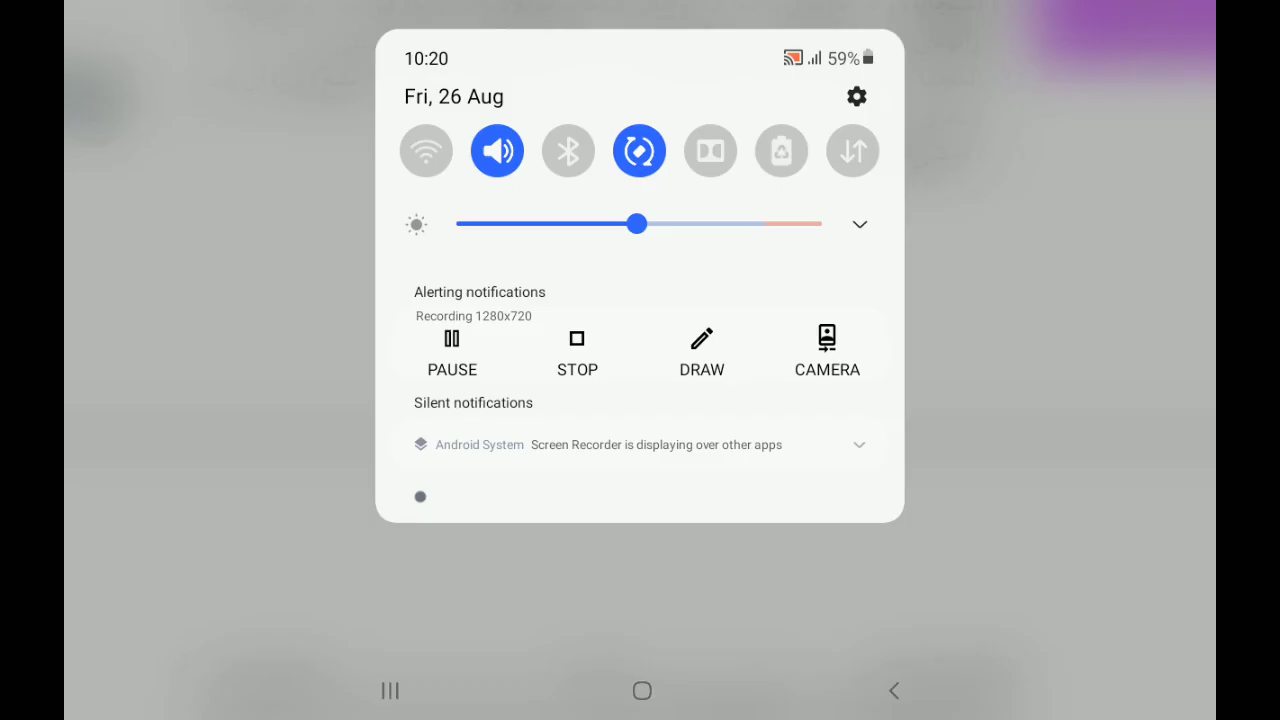 10:20
59%
Fri, 26 Aug
Alerting notifications
Recording 1280x720
PAUSE
STOP
DRAW
CAMERA
Silent notifications
Android System Screen Recorder is displaying over other apps